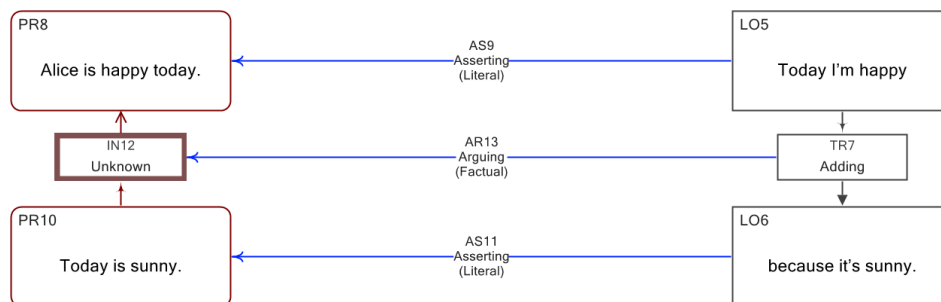 PR8
Alice is happy today.
AS9
Asserting
(Literal)
LO5
Today I'm happy
IN12
Unknown
AR13
Arguing
(Factual)
TR7
Adding
PR10
Today is sunny.
AS11
Asserting
(Literal)
LO6
because it's sunny.